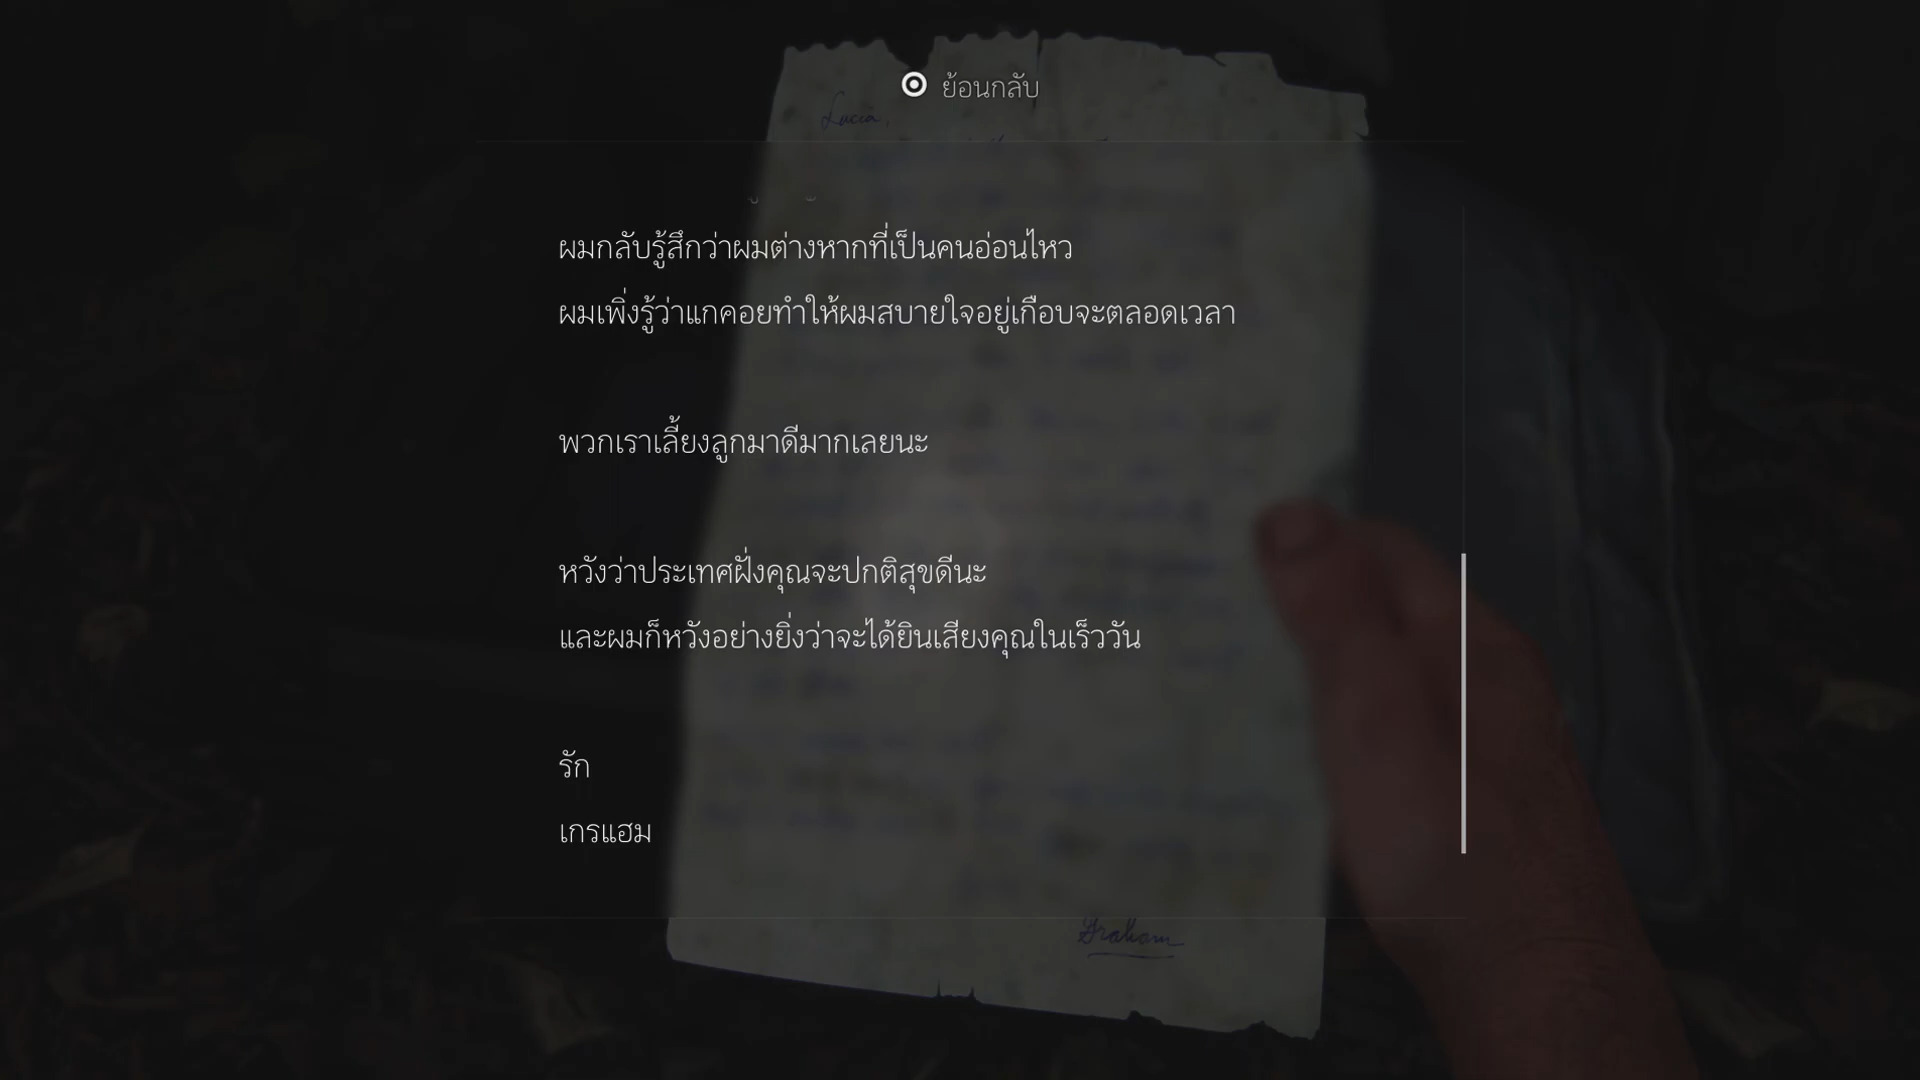 ย้อนกลับ
Lucia,
ผมกลับรู้สึกว่าผมต่างหากที่เป็นคนอ่อนไหว
ผมเพิ่งรู้ว่าแกคอยทำให้ผมสบายใจอยู่เกือบจะตลอดเวลา
พวกเราเลี้ยงลูกมาดีมากเลยนะ
หวังว่าประเทศฝั่งคุณจะปกติสุขดีนะ
และผมก็หวังอย่างยิ่งว่าจะได้ยินเสียงคุณในเร็ววัน
รัก
เกรแฮม
Graham